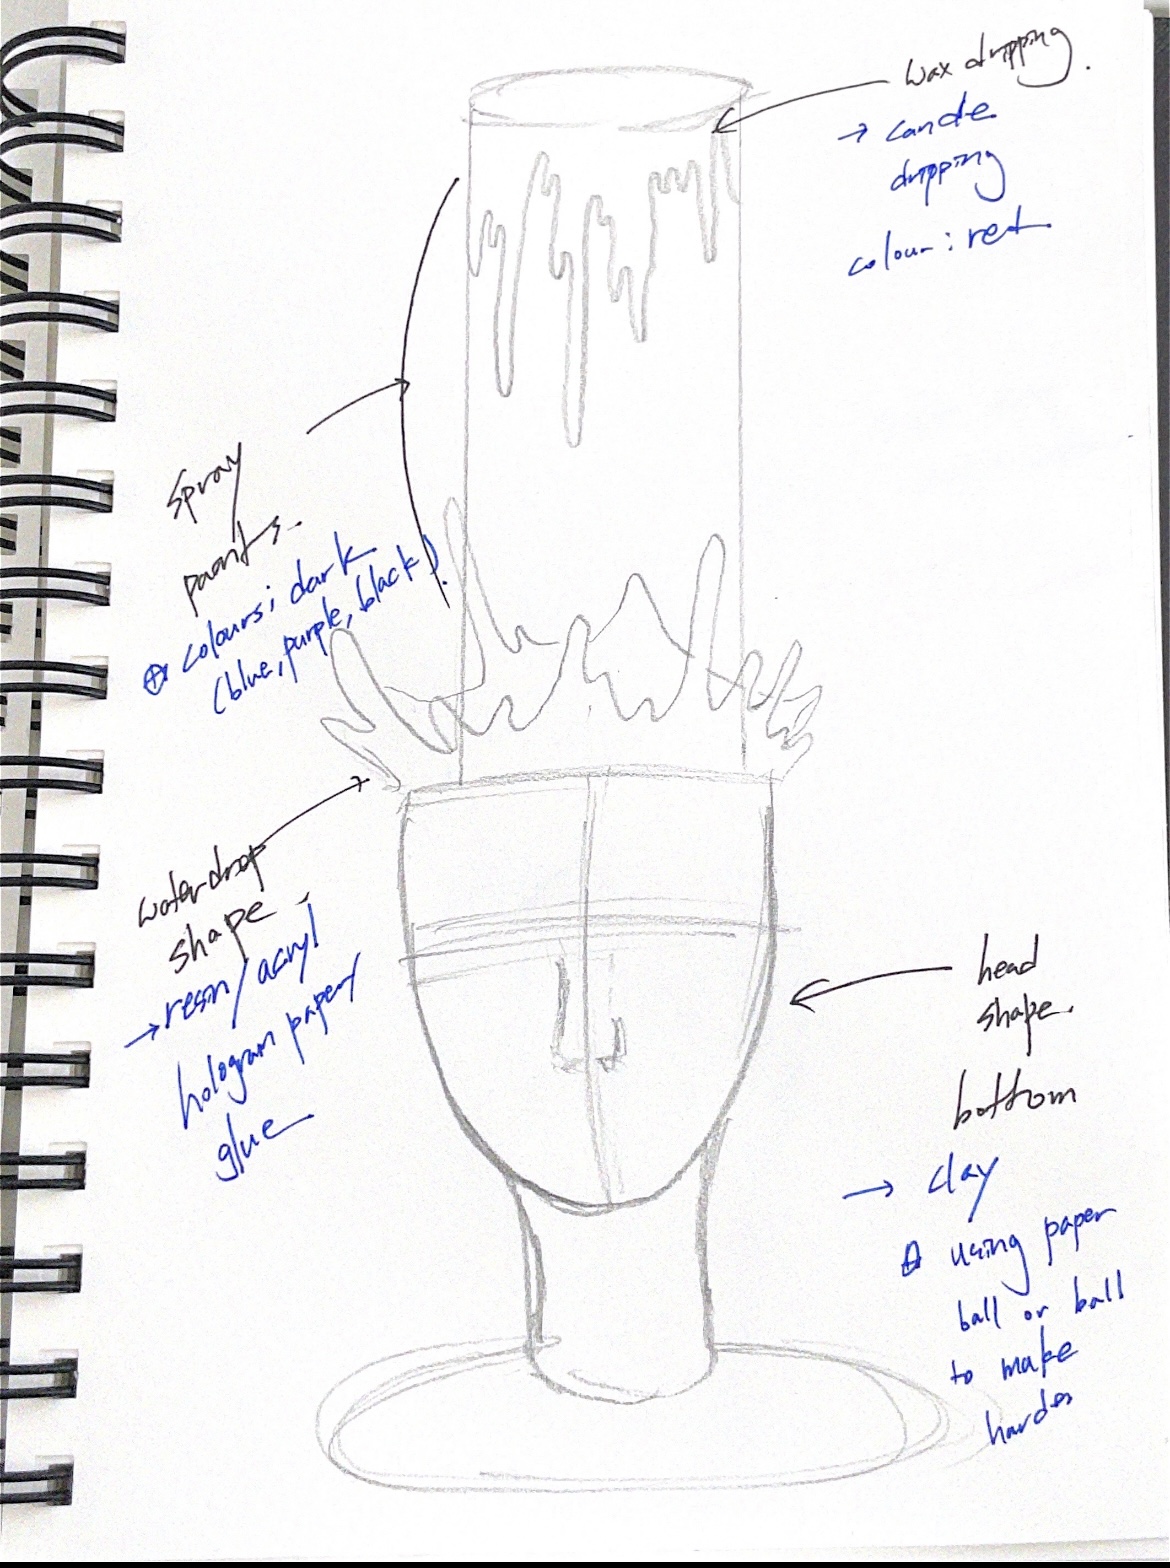 wax dripping.
→ candle
dripping
colour : red
spray
paints.
⊕ colours; dark
(blue, purple, black)
waterdrop
shape -
→ resin/acryl
hologram paper/
glue
head
shape.
bottom
→ clay
⊕ using paper
ball or ball
to make
harder